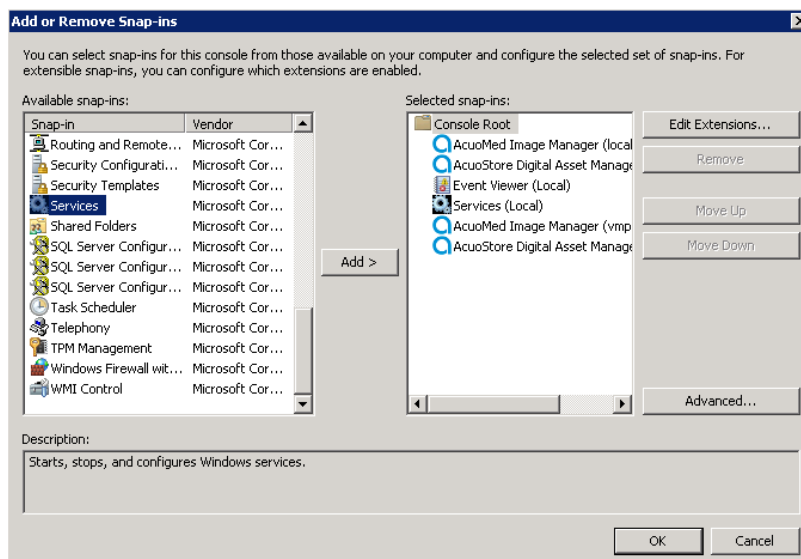 Add or Remove Snap-ins
You can select snap-ins for this console from those available on your computer and configure the selected set of snap-ins. For
extensible snap-ins, you can configure which extensions are enabled.
Available snap-ins:
Selected snap-ins:
Snap-in Vendor
Routing and Remote... Microsoft Cor...
Security Configurati... Microsoft Cor...
Security Templates Microsoft Cor...
Services Microsoft Cor...
Shared Folders Microsoft Cor...
SQL Server Configur... Microsoft Cor...
SQL Server Configur... Microsoft Cor...
SQL Server Configur... Microsoft Cor...
Task Scheduler Microsoft Cor...
Telephony Microsoft Cor...
TPM Management Microsoft Cor...
Windows Firewall wit... Microsoft Cor...
WMI Control Microsoft Cor...
Add >
Console Root
AcuoMed Image Manager (local
AcuoStore Digital Asset Manage
Event Viewer (Local)
Services (Local)
AcuoMed Image Manager (vmp
AcuoStore Digital Asset Manage
Edit Extensions...
Remove
Move Up
Move Down
Advanced...
Description:
Starts, stops, and configures Windows services.
OK
Cancel